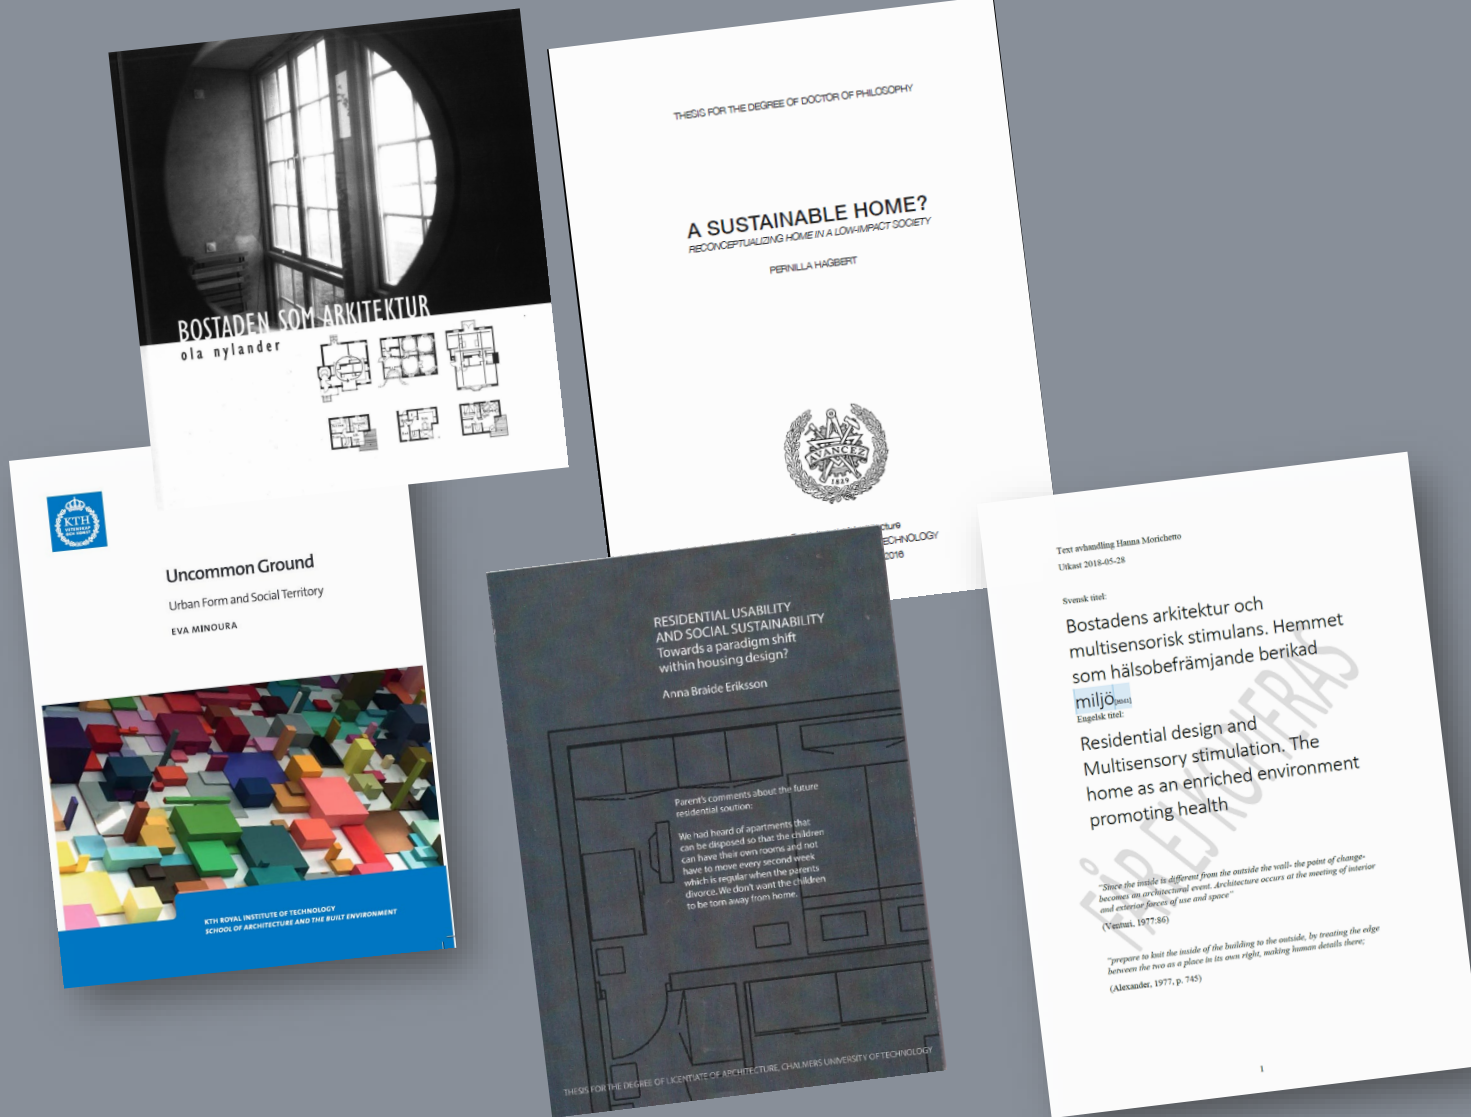 BOSTADEN SOM ARKITEKTUR
ola nylander
THESIS FOR THE DEGREE OF DOCTOR OF PHILOSOPHY
A SUSTAINABLE HOME?
RECONCEPTUALIZING HOME IN A LOW-IMPACT SOCIETY
PERNILLA HAGBERT
AVANCEZ
1829
cture
ECHNOLOGY
2016
KTH
VETENSKAP
OCH KONST
Uncommon Ground
Urban Form and Social Territory
EVA MINOURA
KTH ROYAL INSTITUTE OF TECHNOLOGY
SCHOOL OF ARCHITECTURE AND THE BUILT ENVIRONMENT
RESIDENTIAL USABILITY
AND SOCIAL SUSTAINABILITY
Towards a paradigm shift
within housing design?
Anna Braide Eriksson
Parent's comments about the future
residential soution:
We had heard of apartments that
can be disposed so that the children
can have their own rooms and not
have to move every second week
which is regular when the parents
divorce. We don't want the children
to be torn away from home.
THESIS FOR THE DEGREE OF LICENTIATE OF ARCHITECTURE, CHALMERS UNIVERSITY OF TECHNOLOGY
Text avhandling Hanna Morichetto
Utkast 2018-05-28
Svensk titel:
Bostadens arkitektur och
multisensorisk stimulans. Hemmet
som hälsobefrämjande berikad
miljö
Engelsk titel:
Residential design and
Multisensory stimulation. The
home as an enriched environment
promoting health
FÅR EJ KOPIERAS
"Since the inside is different from the outside the wall- the point of change-
becomes an architectural event. Architecture occurs at the meeting of interior
and exterior forces of use and space"
(Venturi, 1977:86)
"prepare to knit the inside of the building to the outside, by treating the edge
between the two as a place in its own right, making human details there;
(Alexander, 1977, p. 745)
1